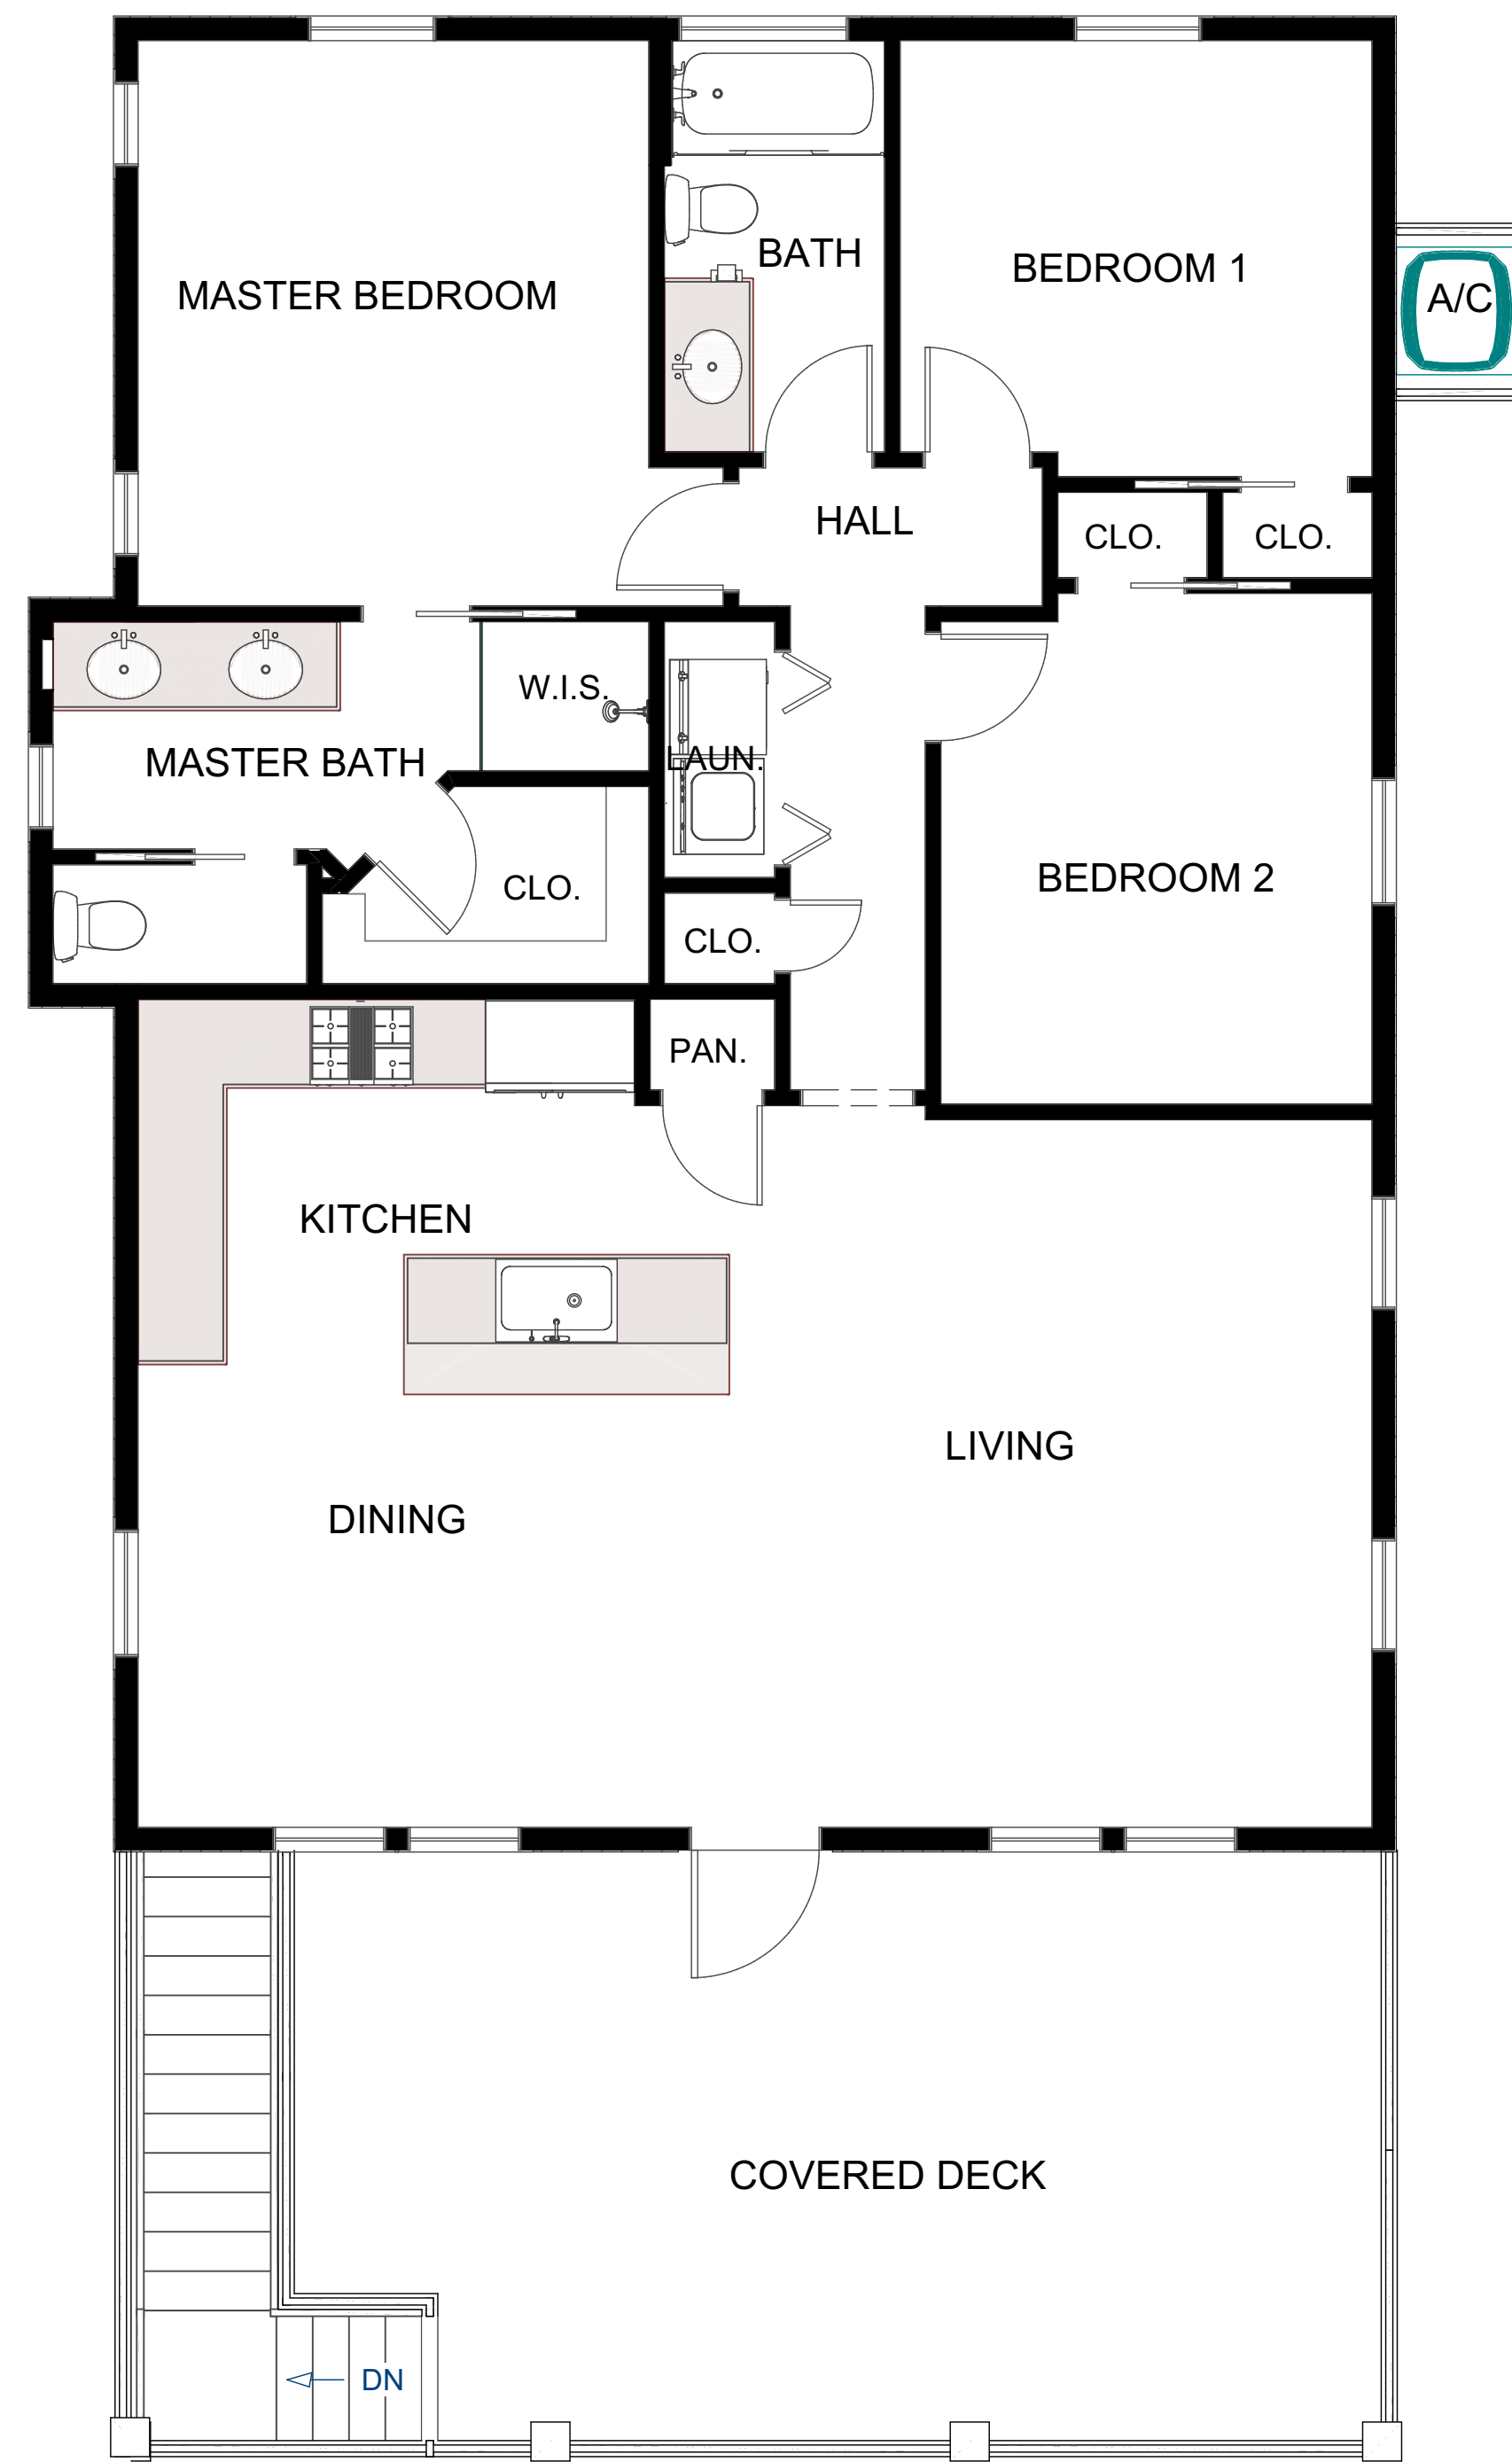 BATH
BEDROOM 1
MASTER BEDROOM
A/C
HALL
CLO.
CLO.
W.I.S.
LAUN.
MASTER BATH
BEDROOM 2
CLO.
CLO.
PAN.
KITCHEN
LIVING
DINING
COVERED DECK
DN